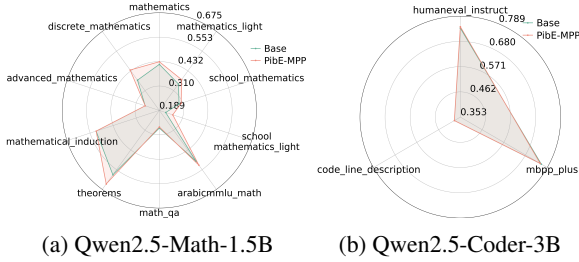 mathematics
0.675
0.553
0.432
0.310
0.189
mathematics_light
school_mathematics
school
mathematics_light
arabicmmlu_math
math_qa
theorems
mathematical_induction
advanced_mathematics
discrete_mathematics
Base
PibE-MPP
(a) Qwen2.5-Math-1.5B
humaneval_instruct
0.789
0.680
0.571
0.462
0.353
mbpp_plus
code_line_description
Base
PibE-MPP
(b) Qwen2.5-Coder-3B